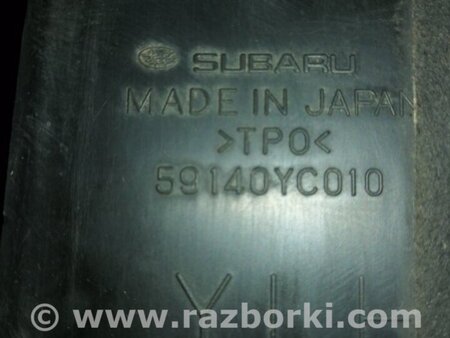 SUBARU
MADE IN JAPAN
>TPO<
59140YC010
© www.razborki.com